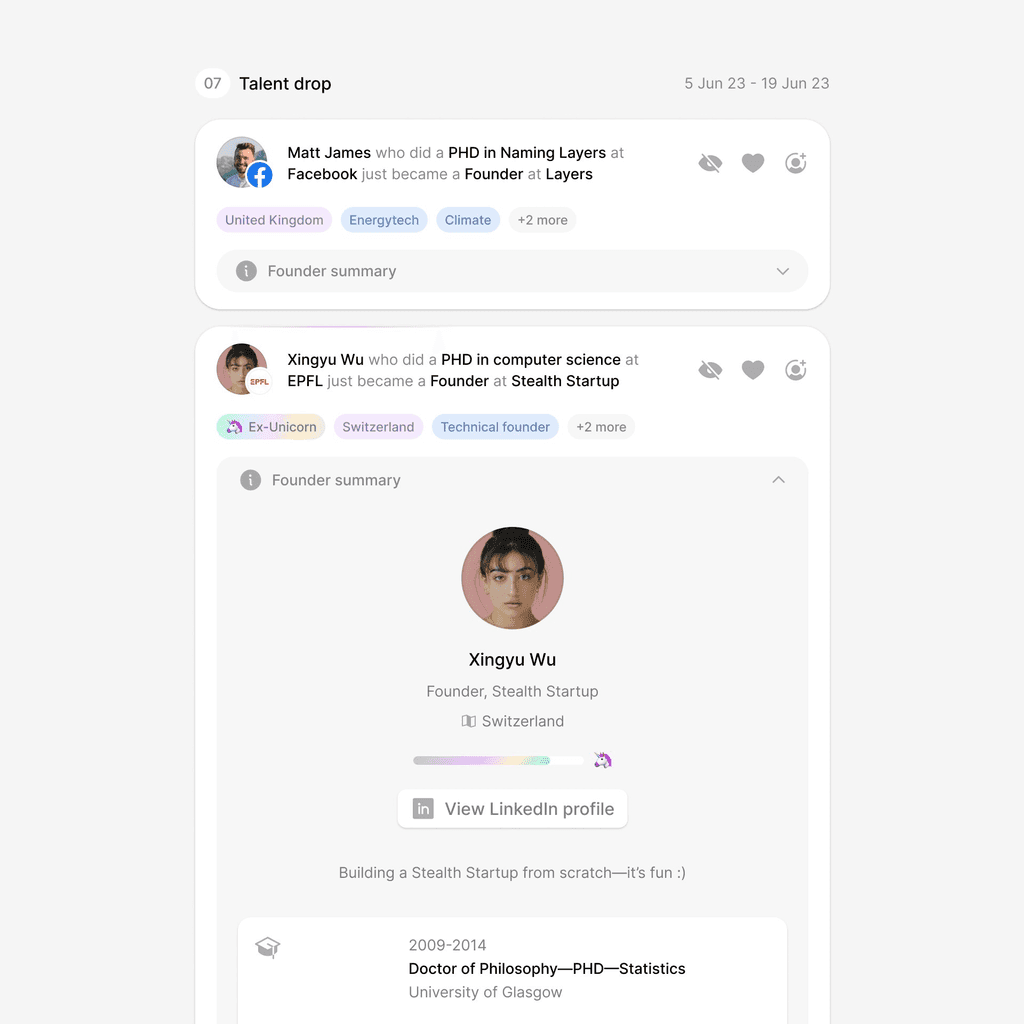 07 Talent drop 5 Jun 23 - 19 Jun 23
Matt James who did a PHD in Naming Layers at
Facebook just became a Founder at Layers
United Kingdom Energytech Climate +2 more
Founder summary
Xingyu Wu who did a PHD in computer science at
EPFL just became a Founder at Stealth Startup
EPFL
Ex-Unicorn Switzerland Technical founder +2 more
Founder summary
Xingyu Wu
Founder, Stealth Startup
Switzerland
in View LinkedIn profile
Building a Stealth Startup from scratch—it’s fun :)
2009-2014
Doctor of Philosophy—PHD—Statistics
University of Glasgow